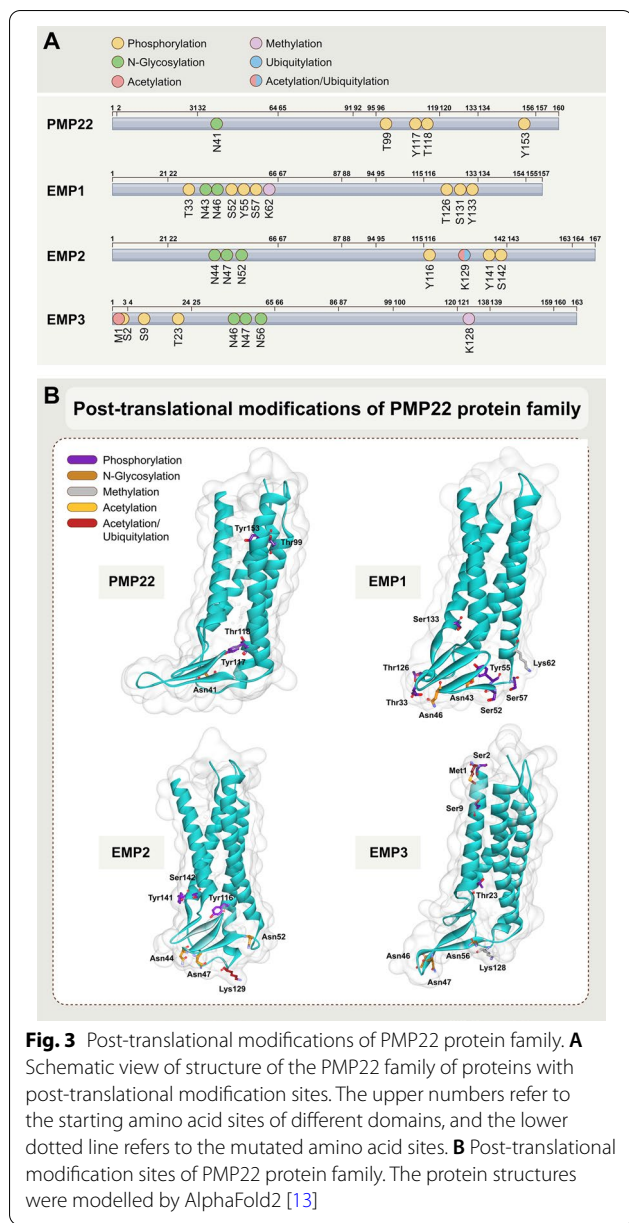 A
Phosphorylation
N-Glycosylation
Acetylation
Methylation
Ubiquitylation
Acetylation/Ubiquitylation
1 2 31 32 64 65 91 92 95 96 119 120 133 134 156 157 160
PMP22
N41 T99 Y117 T118 Y153
1 21 22 66 67 87 88 94 95 115 116 133 134 154 155 157
EMP1
T33 N43 N46 S52 Y55 S57 K62 T126 S131 Y133
1 21 22 66 67 87 88 94 95 115 116 142 143 163 164 167
EMP2
N44 N47 N52 Y116 K129 Y141 S142
1 3 4 24 25 65 66 86 87 99 100 120 121 138 139 159 160 163
EMP3
M1 S2 S9 T23 N46 N47 N56 K128
B
Post-translational modifications of PMP22 protein family
Phosphorylation
N-Glycosylation
Methylation
Acetylation
Acetylation/
Ubiquitylation
PMP22
Tyr153
Thr99
Thr118
Tyr117
Asn41
EMP1
Ser133
Thr126
Tyr55
Lys62
Thr33
Asn43
Ser57
Asn46
Ser52
EMP2
Ser142
Tyr141
Tyr116
Asn52
Asn44
Asn47
Lys129
EMP3
Ser2
Met1
Ser9
Thr23
Asn46
Asn56
Asn47
Lys128
Fig. 3 Post-translational modifications of PMP22 protein family. A
Schematic view of structure of the PMP22 family of proteins with
post-translational modification sites. The upper numbers refer to
the starting amino acid sites of different domains, and the lower
dotted line refers to the mutated amino acid sites. B Post-translational
modification sites of PMP22 protein family. The protein structures
were modelled by AlphaFold2 [13]